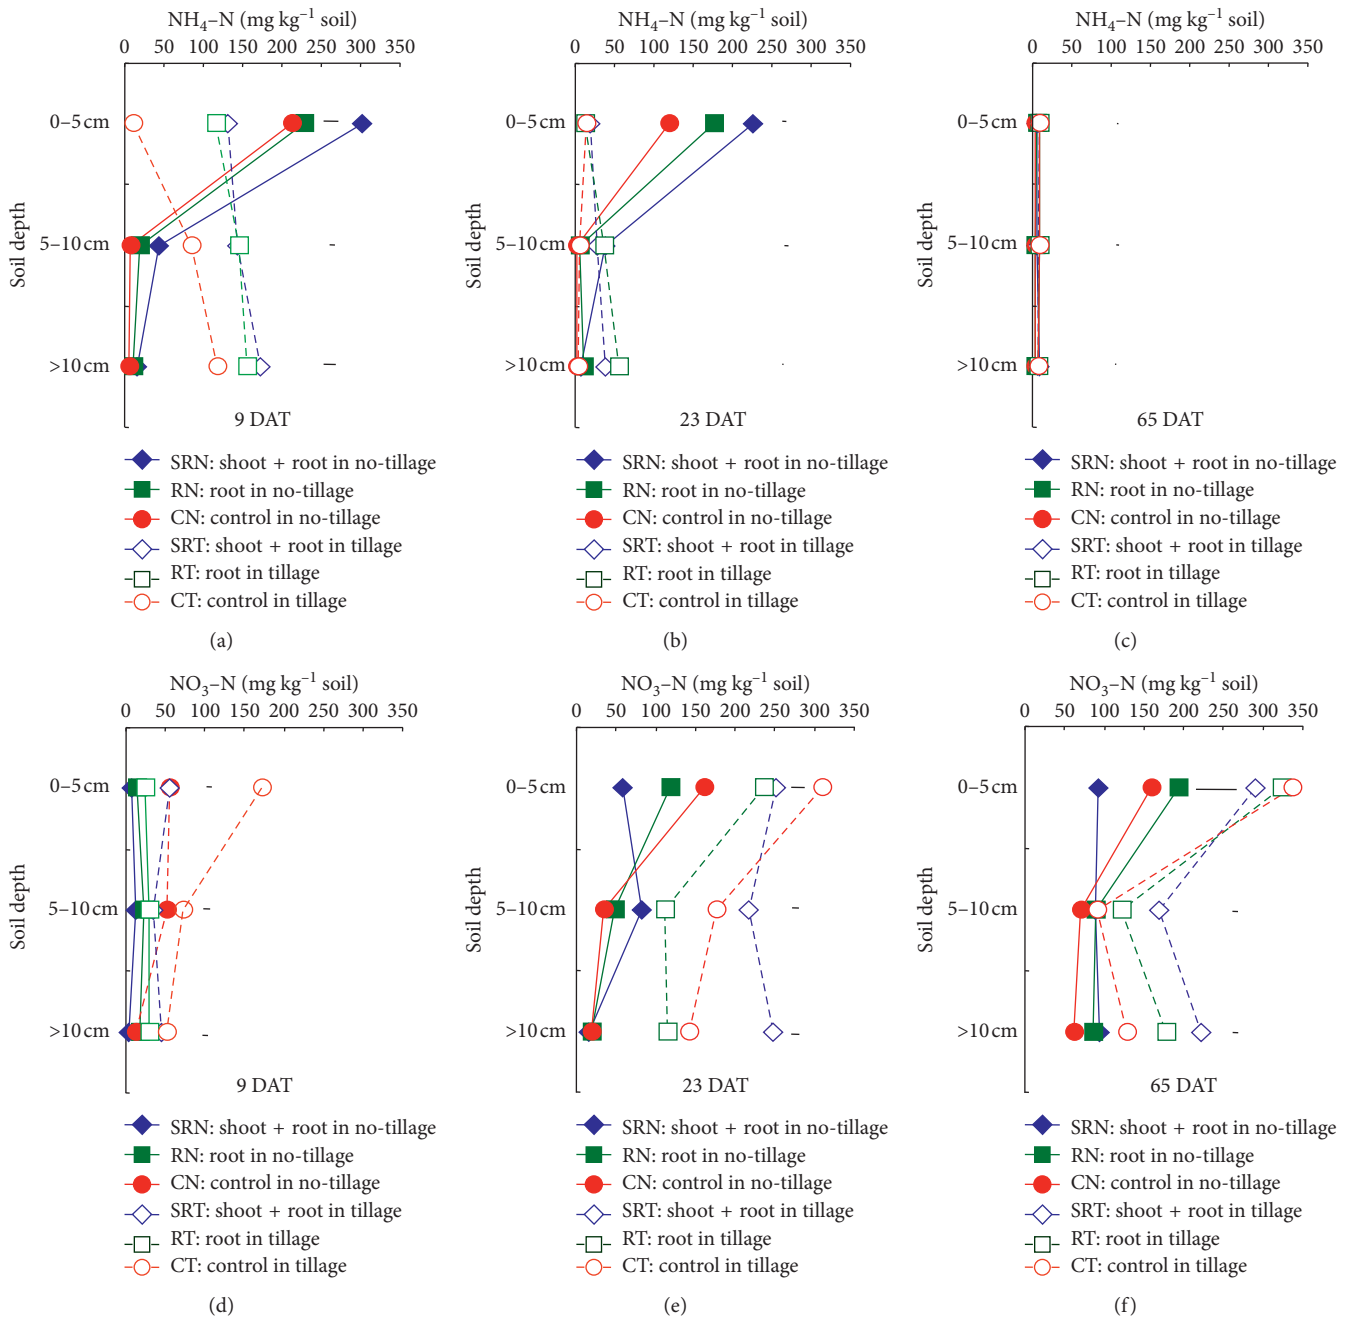 NH₄–N (mg kg⁻¹ soil)
0 50 100 150 200 250 300 350
Soil depth
0–5 cm
5–10 cm
>10 cm
9 DAT
SRN: shoot + root in no-tillage
RN: root in no-tillage
CN: control in no-tillage
SRT: shoot + root in tillage
RT: root in tillage
CT: control in tillage
(a)
NH₄–N (mg kg⁻¹ soil)
0 50 100 150 200 250 300 350
Soil depth
0–5 cm
5–10 cm
>10 cm
23 DAT
SRN: shoot + root in no-tillage
RN: root in no-tillage
CN: control in no-tillage
SRT: shoot + root in tillage
RT: root in tillage
CT: control in tillage
(b)
NH₄–N (mg kg⁻¹ soil)
0 50 100 150 200 250 300 350
Soil depth
0–5 cm
5–10 cm
>10 cm
65 DAT
SRN: shoot + root in no-tillage
RN: root in no-tillage
CN: control in no-tillage
SRT: shoot + root in tillage
RT: root in tillage
CT: control in tillage
(c)
NO₃–N (mg kg⁻¹ soil)
0 50 100 150 200 250 300 350
Soil depth
0–5 cm
5–10 cm
>10 cm
9 DAT
SRN: shoot + root in no-tillage
RN: root in no-tillage
CN: control in no-tillage
SRT: shoot + root in tillage
RT: root in tillage
CT: control in tillage
(d)
NO₃–N (mg kg⁻¹ soil)
0 50 100 150 200 250 300 350
Soil depth
0–5 cm
5–10 cm
>10 cm
23 DAT
SRN: shoot + root in no-tillage
RN: root in no-tillage
CN: control in no-tillage
SRT: shoot + root in tillage
RT: root in tillage
CT: control in tillage
(e)
NO₃–N (mg kg⁻¹ soil)
0 50 100 150 200 250 300 350
Soil depth
0–5 cm
5–10 cm
>10 cm
65 DAT
SRN: shoot + root in no-tillage
RN: root in no-tillage
CN: control in no-tillage
SRT: shoot + root in tillage
RT: root in tillage
CT: control in tillage
(f)